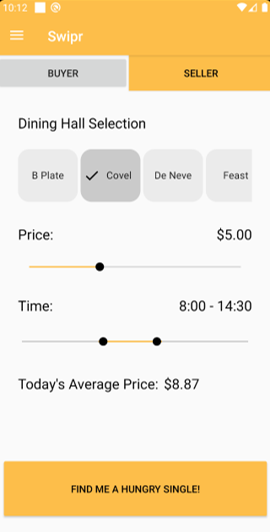 10:12
Swipr
BUYER SELLER
Dining Hall Selection
B Plate Covel De Neve Feast
Price: $5.00
Time: 8:00 - 14:30
Today's Average Price: $8.87
FIND ME A HUNGRY SINGLE!